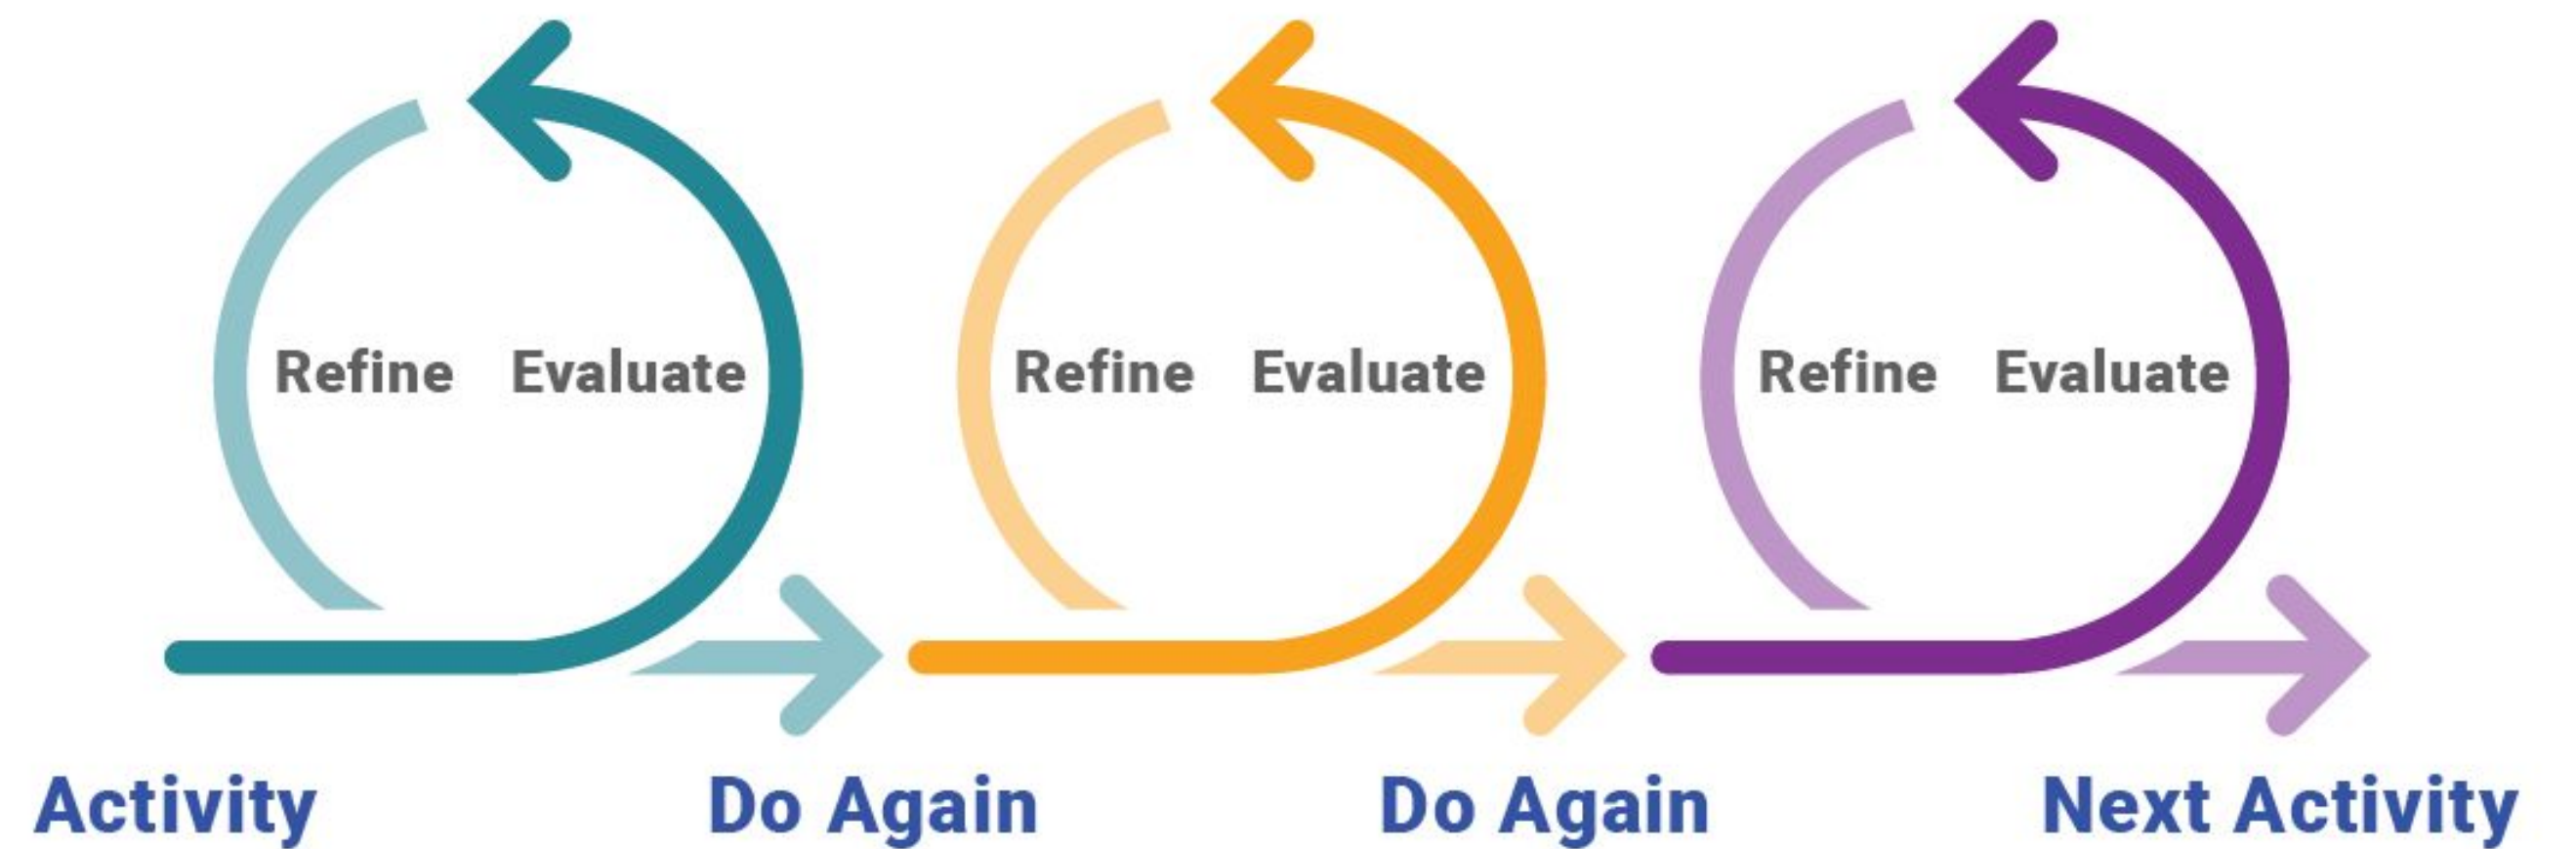 Refine Evaluate Refine Evaluate Refine Evaluate
Activity Do Again Do Again Next Activity